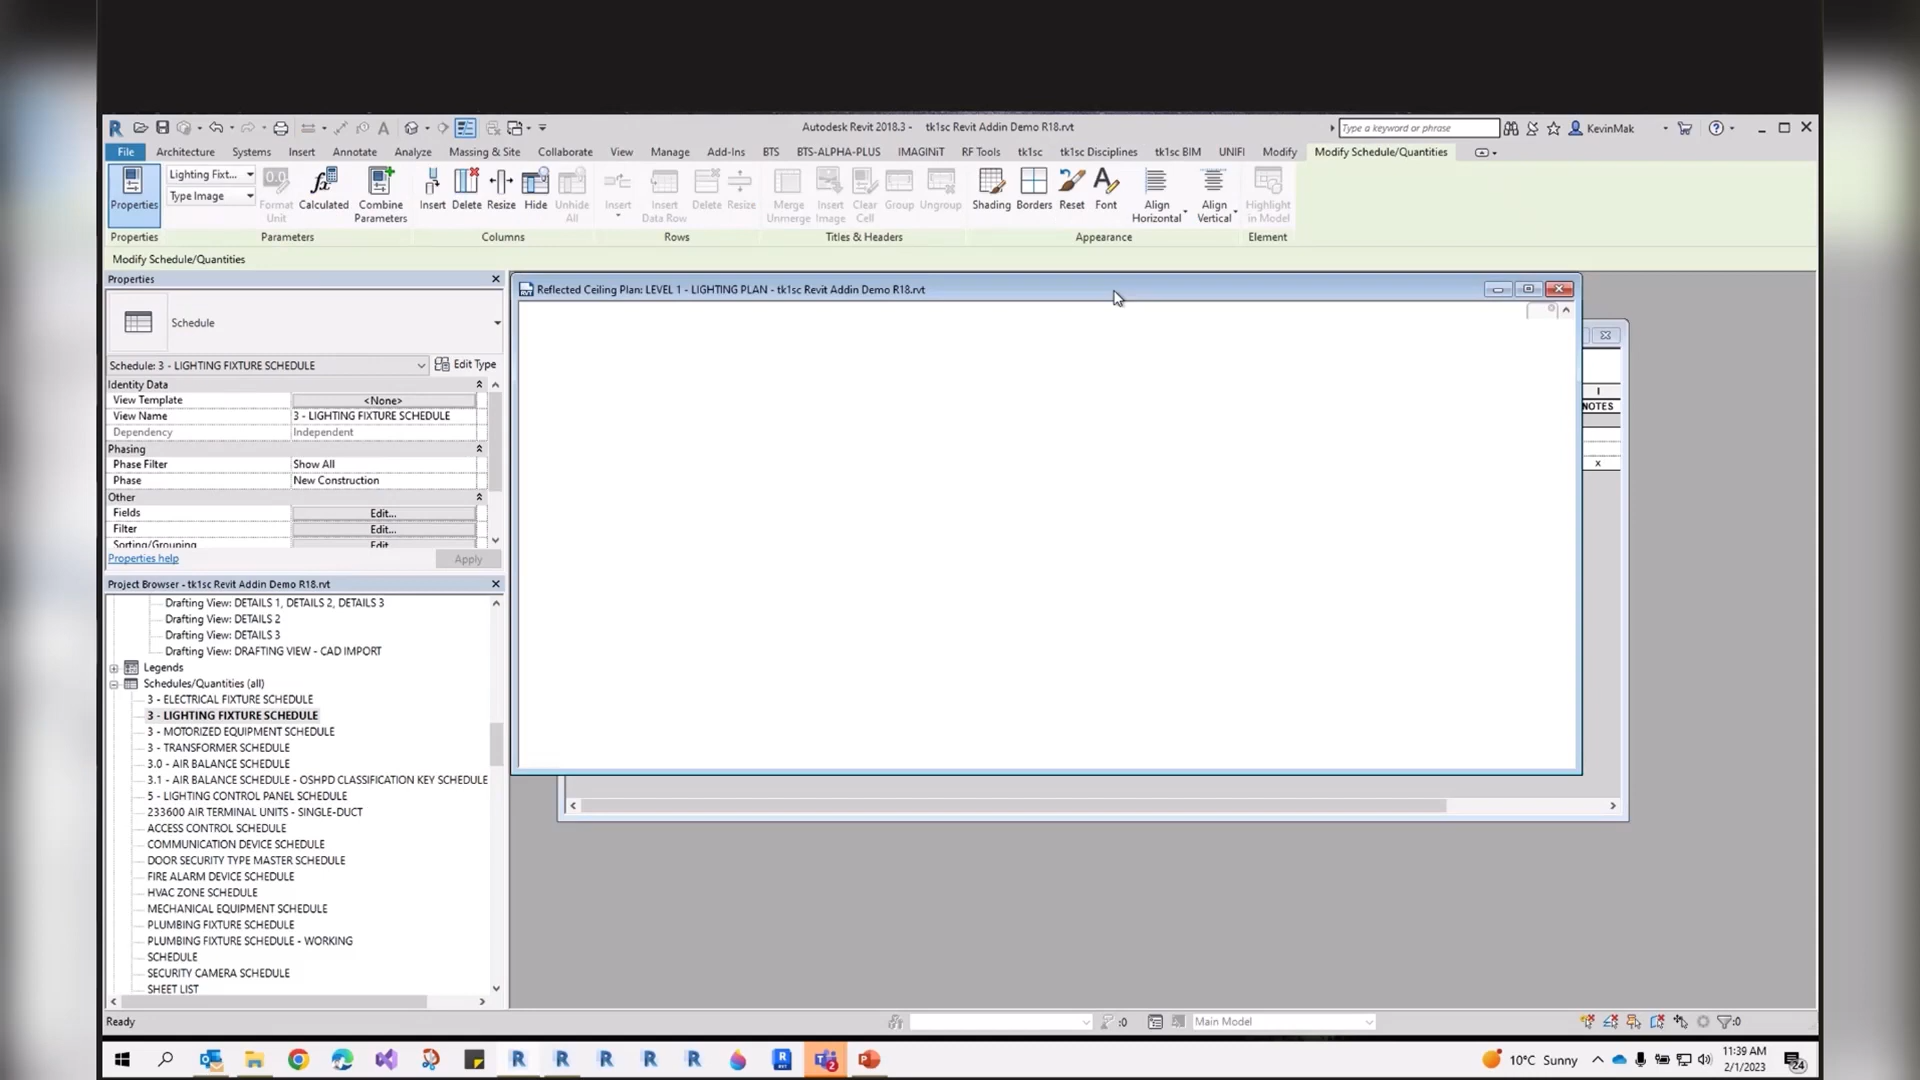 Autodesk Revit 2018.3 -    tk1sc Revit Addin Demo R18.rvt
Type a keyword or phrase
KevinMak
File Architecture Systems Insert Annotate Analyze Massing & Site Collaborate View Manage Add-Ins BTS BTS-ALPHA-PLUS IMAGINiT RF Tools tk1sc tk1sc Disciplines tk1sc BIM UNIFI Modify Modify Schedule/Quantities
Lighting Fixt...
Type Image
Properties Format Unit Calculated Combine Parameters Insert Delete Resize Hide Unhide All Insert Insert Data Row Delete Resize Merge Unmerge Insert Image Clear Cell Group Ungroup Shading Borders Reset Font Align Horizontal Align Vertical Highlight in Model
Properties Parameters Columns Rows Titles & Headers Appearance Element
Modify Schedule/Quantities
Properties
Schedule
Schedule: 3 - LIGHTING FIXTURE SCHEDULE Edit Type
Identity Data
View Template <None>
View Name 3 - LIGHTING FIXTURE SCHEDULE
Dependency Independent
Phasing
Phase Filter Show All
Phase New Construction
Other
Fields Edit...
Filter Edit...
Sorting/Grouping Edit...
Properties help Apply
Reflected Ceiling Plan: LEVEL 1 - LIGHTING PLAN - tk1sc Revit Addin Demo R18.rvt
I
NOTES
x
Project Browser - tk1sc Revit Addin Demo R18.rvt
Drafting View: DETAILS 1, DETAILS 2, DETAILS 3
Drafting View: DETAILS 2
Drafting View: DETAILS 3
Drafting View: DRAFTING VIEW - CAD IMPORT
Legends
Schedules/Quantities (all)
3 - ELECTRICAL FIXTURE SCHEDULE
3 - LIGHTING FIXTURE SCHEDULE
3 - MOTORIZED EQUIPMENT SCHEDULE
3 - TRANSFORMER SCHEDULE
3.0 - AIR BALANCE SCHEDULE
3.1 - AIR BALANCE SCHEDULE - OSHPD CLASSIFICATION KEY SCHEDULE
5 - LIGHTING CONTROL PANEL SCHEDULE
233600 AIR TERMINAL UNITS - SINGLE-DUCT
ACCESS CONTROL SCHEDULE
COMMUNICATION DEVICE SCHEDULE
DOOR SECURITY TYPE MASTER SCHEDULE
FIRE ALARM DEVICE SCHEDULE
HVAC ZONE SCHEDULE
MECHANICAL EQUIPMENT SCHEDULE
PLUMBING FIXTURE SCHEDULE
PLUMBING FIXTURE SCHEDULE - WORKING
SCHEDULE
SECURITY CAMERA SCHEDULE
SHEET LIST
Ready :0 Main Model :0
10°C Sunny
11:39 AM
2/1/2023
24